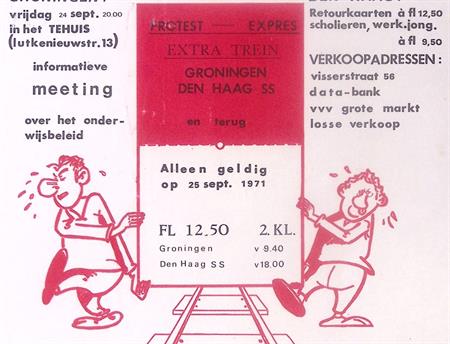 vrijdag 24 sept. 20.00
in het TEHUIS
(lutkenieuwstr.13)
informatieve
meeting
over het onder-
wijsbeleid
PROTEST EXPRES
EXTRA TREIN
GRONINGEN
DEN HAAG SS
en terug
Alleen geldig
op 25 sept. 1971
FL 12,50 2.KL.
Groningen v 9.40
Den Haag SS v18.00
Retourkaarten à fl 12,50
scholieren, werk.jong.
à fl 9,50
VERKOOPADRESSEN :
visserstraat 56
data-bank
vvv grote markt
losse verkoop